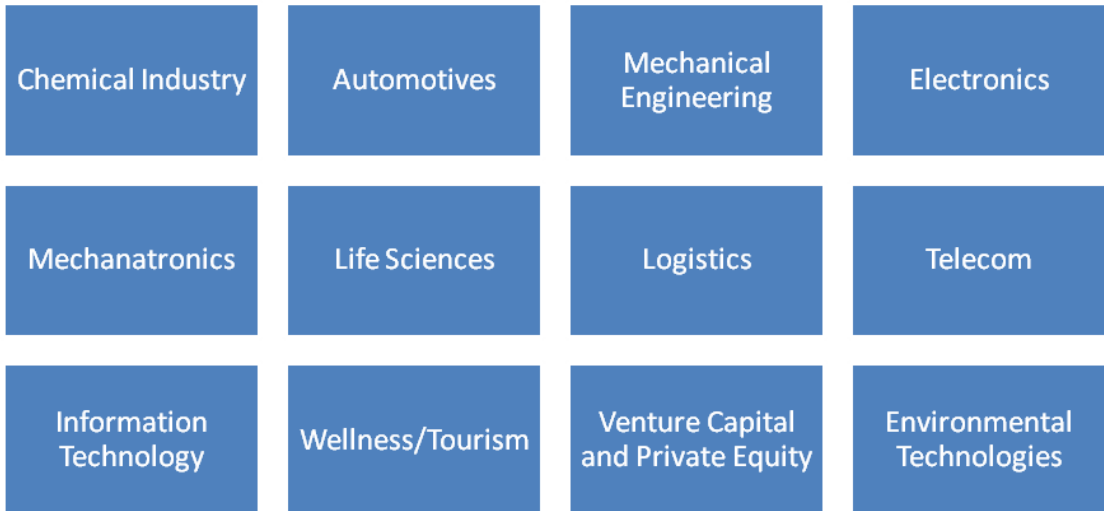 Chemical Industry
Automotives
Mechanical
Engineering
Electronics
Mechanatronics
Life Sciences
Logistics
Telecom
Information
Technology
Wellness/Tourism
Venture Capital
and Private Equity
Environmental
Technologies